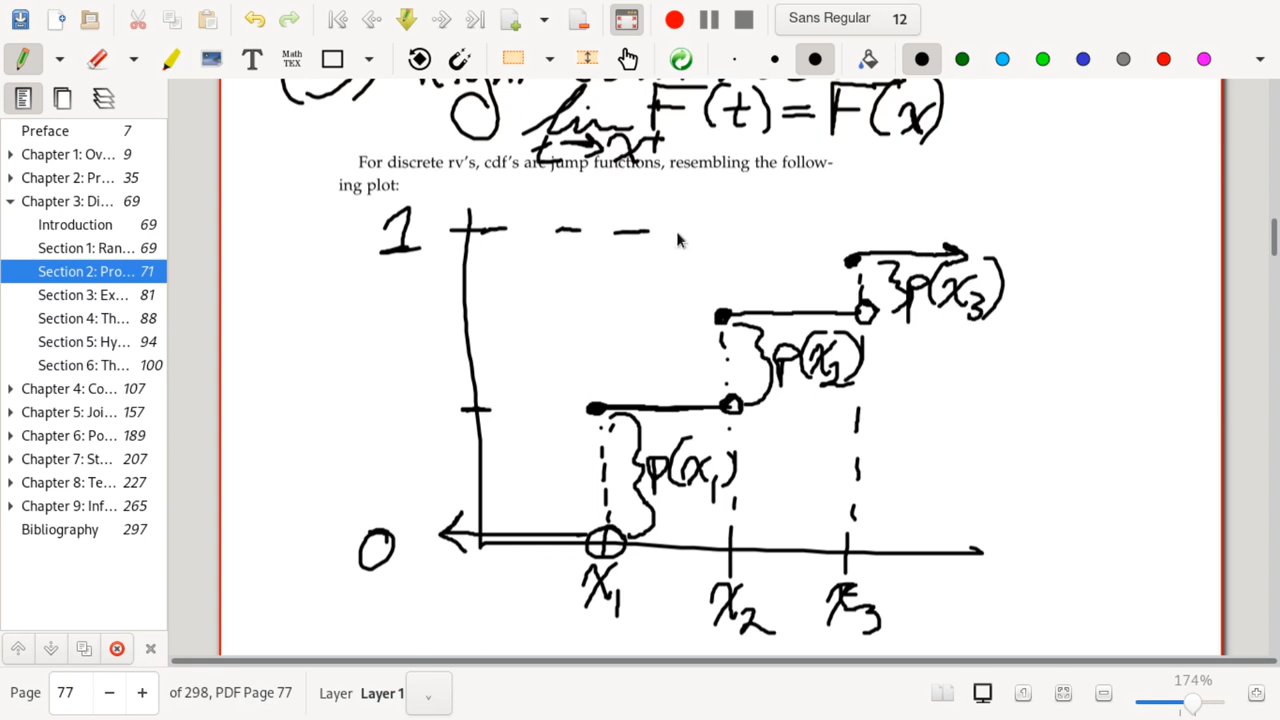 Sans Regular 12
T Math TEX
Preface 7
Chapter 1: Ov... 9
Chapter 2: Pr... 35
Chapter 3: Di... 69
Introduction 69
Section 1: Ran... 69
Section 2: Pro... 71
Section 3: Ex... 81
Section 4: Th... 88
Section 5: Hy... 94
Section 6: Th... 100
Chapter 4: Co... 107
Chapter 5: Joi... 157
Chapter 6: Po... 189
Chapter 7: St... 207
Chapter 8: Te... 227
Chapter 9: Inf... 265
Bibliography 297
lim F(t) = F(x)
t→x+
For discrete rv's, cdf's are jump functions, resembling the follow-
ing plot:
1
}p(x3)
}p(x2)
}p(x1)
0
x1 x2 x3
Page 77 of 298, PDF Page 77 Layer Layer 1 174%